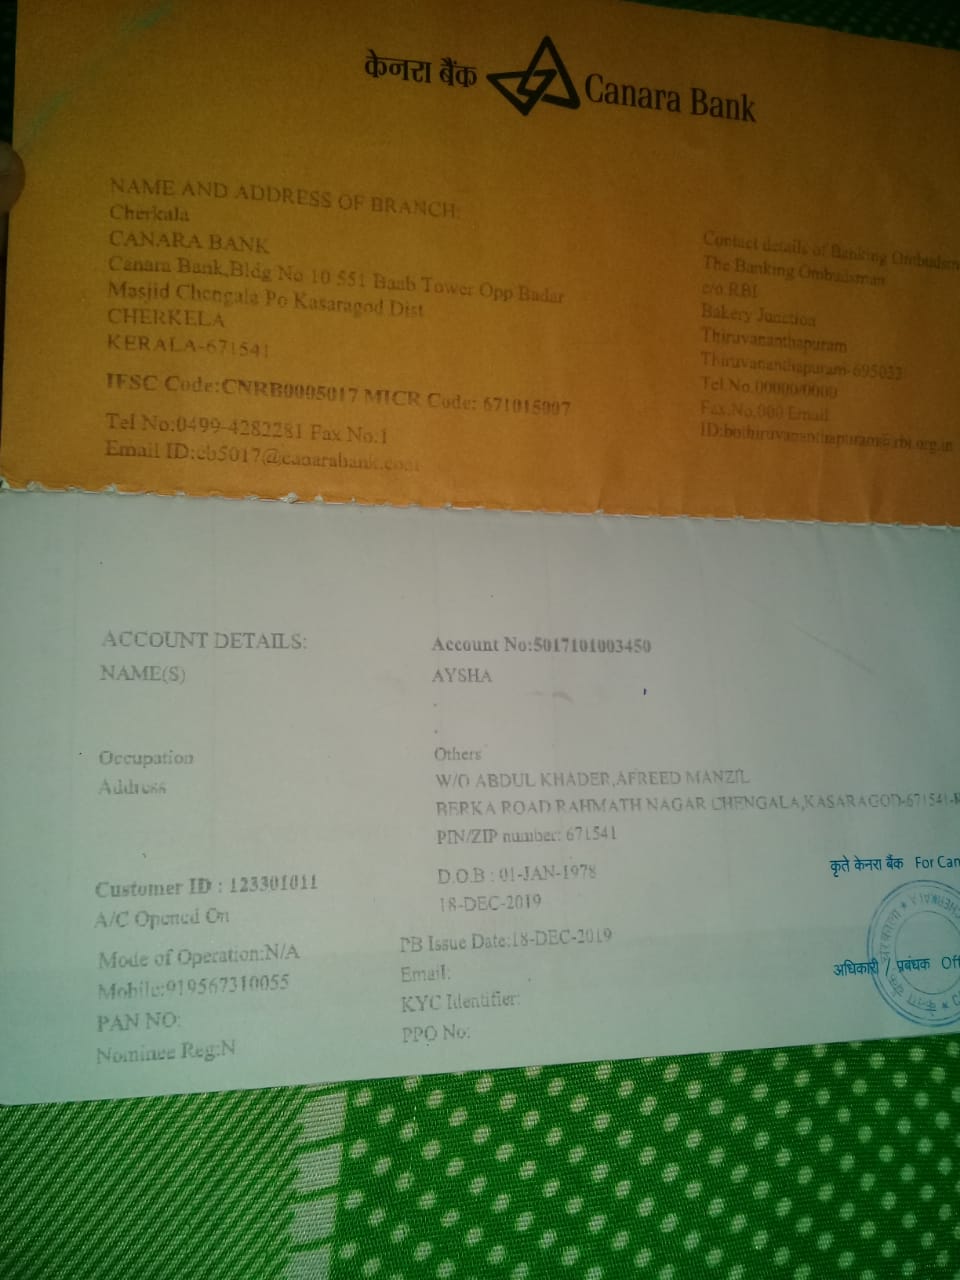 केनरा बैंक Canara Bank
NAME AND ADDRESS OF BRANCH:
Cherkala
CANARA BANK
Canara Bank,Bldg No 10 551 Baab Tower Opp Badar
Masjid Chengala Po Kasaragod Dist
CHERKELA
KERALA-671541
IFSC Code:CNRB0005017 MICR Code: 671015007
Tel No:0499-4282281 Fax No:1
Email ID:cb5017@canarabank.com
Contact details of Banking
The Banking Ombudsman
c/o RBI
Bakery Junction
Thiruvananthapuram
Thiruvananthapuram-695033
Tel.No.00000/0000
Fax.No.000 Email
ID:bothiruvananthapuram@rbi.org.in
ACCOUNT DETAILS: Account No:5017101003450
NAME(S) AYSHA
Occupation Others
Address W/O ABDUL KHADER,AFREED MANZIL
BERKA ROAD RAHMATH NAGAR CHENGALA,KASARAGOD-671541-
PIN/ZIP number: 671541
Customer ID : 123301011 D.O.B : 01-JAN-1978
A/C Opened On 18-DEC-2019
Mode of Operation:N/A PB Issue Date:18-DEC-2019
Mobile:919567310055 Email:
PAN NO: KYC Identifier:
Nominee Reg:N PPO No:
कृते केनरा बैंक For Can
अधिकारी / प्रबंधक Off